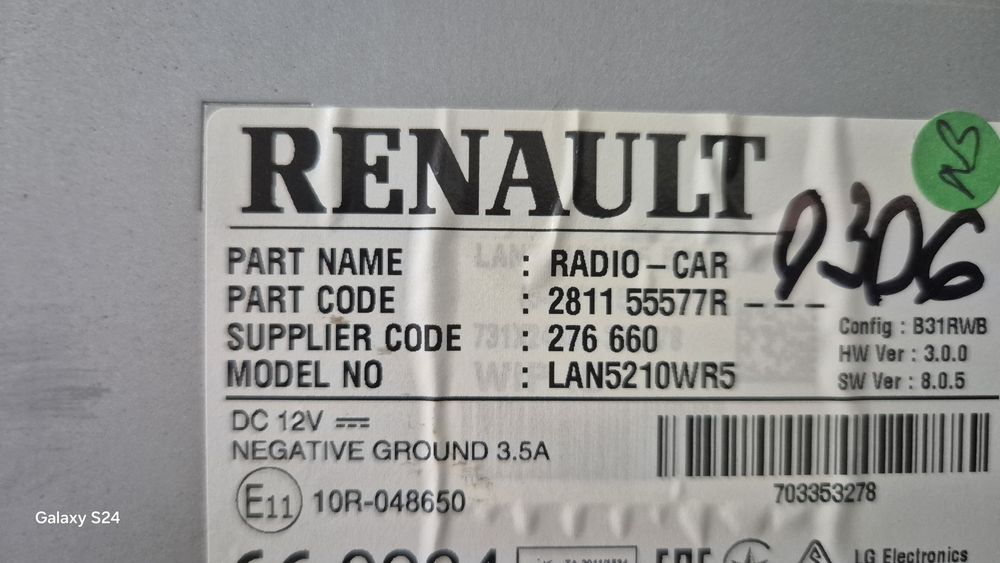 RENAULT
NB
0306
PART NAME : RADIO-CAR
PART CODE : 2811 55577R ---
SUPPLIER CODE : 276 660
MODEL NO : LAN5210WR5
Config : B31RWB
HW Ver : 3.0.0
SW Ver : 8.0.5
DC 12V
NEGATIVE GROUND 3.5A
E11 10R-048650
703353278
LG Electronics
Galaxy S24